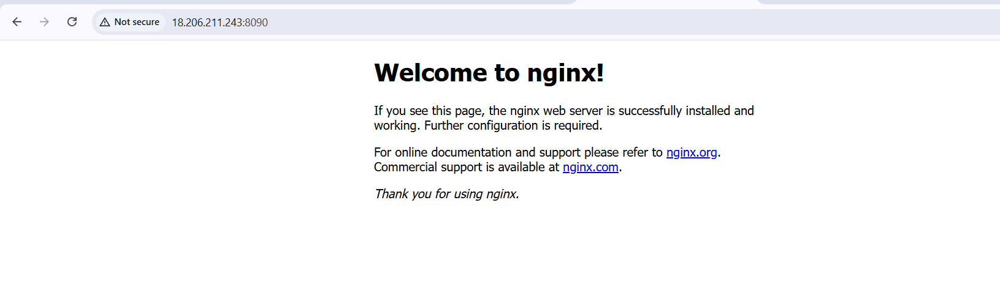 Not secure 18.206.211.243:8090
Welcome to nginx!
If you see this page, the nginx web server is successfully installed and
working. Further configuration is required.
For online documentation and support please refer to nginx.org.
Commercial support is available at nginx.com.
Thank you for using nginx.